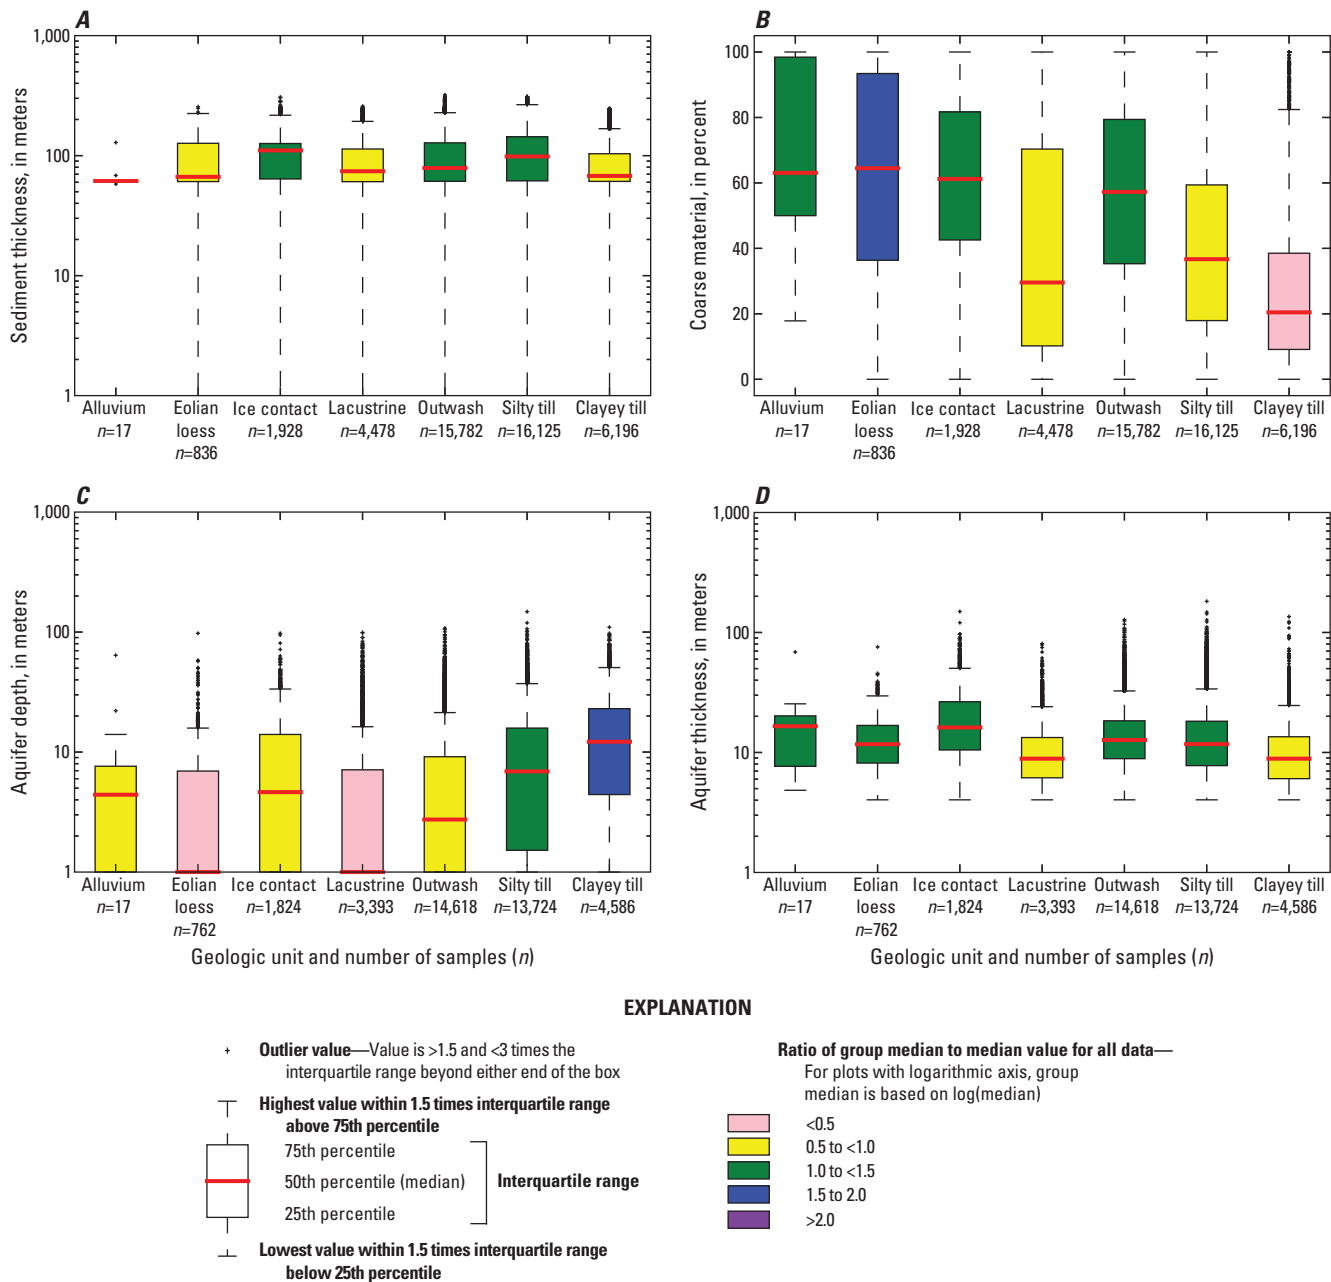 A
Sediment thickness, in meters
1,000
100
10
1
Alluvium
n=17
Eolian
loess
n=836
Ice contact
n=1,928
Lacustrine
n=4,478
Outwash
n=15,782
Silty till
n=16,125
Clayey till
n=6,196
B
Coarse material, in percent
100
80
60
40
20
0
Alluvium
n=17
Eolian
loess
n=836
Ice contact
n=1,928
Lacustrine
n=4,478
Outwash
n=15,782
Silty till
n=16,125
Clayey till
n=6,196
C
Aquifer depth, in meters
1,000
100
10
1
Alluvium
n=17
Eolian
loess
n=762
Ice contact
n=1,824
Lacustrine
n=3,393
Outwash
n=14,618
Silty till
n=13,724
Clayey till
n=4,586
Geologic unit and number of samples (n)
D
Aquifer thickness, in meters
1,000
100
10
1
Alluvium
n=17
Eolian
loess
n=762
Ice contact
n=1,824
Lacustrine
n=3,393
Outwash
n=14,618
Silty till
n=13,724
Clayey till
n=4,586
Geologic unit and number of samples (n)
EXPLANATION
Outlier value—Value is >1.5 and <3 times the
interquartile range beyond either end of the box
Highest value within 1.5 times interquartile range
above 75th percentile
75th percentile
50th percentile (median)
25th percentile
Interquartile range
Lowest value within 1.5 times interquartile range
below 25th percentile
Ratio of group median to median value for all data—
For plots with logarithmic axis, group
median is based on log(median)
<0.5
0.5 to <1.0
1.0 to <1.5
1.5 to 2.0
>2.0